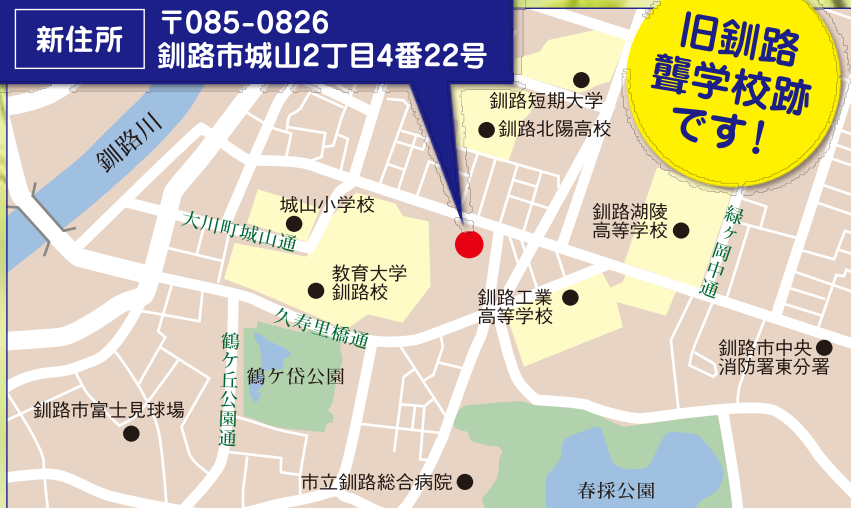 新住所
〒085-0826
釧路市城山2丁目4番22号
旧釧路
聾学校跡
です!
釧路川
釧路短期大学
釧路北陽高校
城山小学校
大川町城山通
釧路湖陵
高等学校
緑ヶ岡中通
教育大学
釧路校
釧路工業
高等学校
久寿里橋通
鶴ケ丘公園通
鶴ケ岱公園
釧路市中央
消防署東分署
釧路市富士見球場
市立釧路総合病院
春採公園